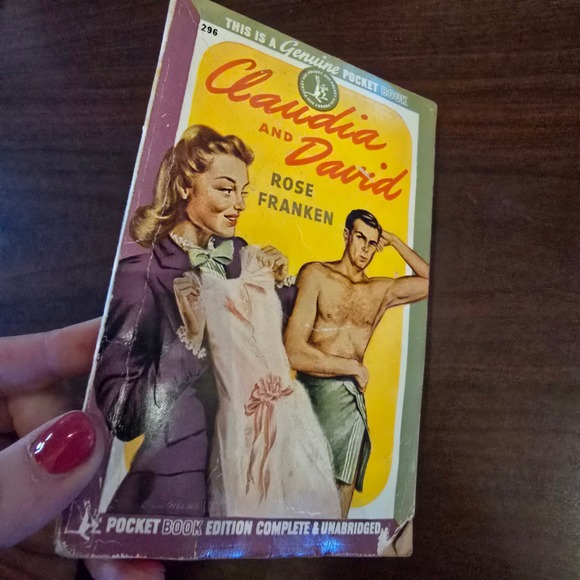 THIS IS A Genuine POCKET BOOK
296
Claudia
AND
David
ROSE
FRANKEN
POCKET BOOK EDITION COMPLETE & UNABRIDGED